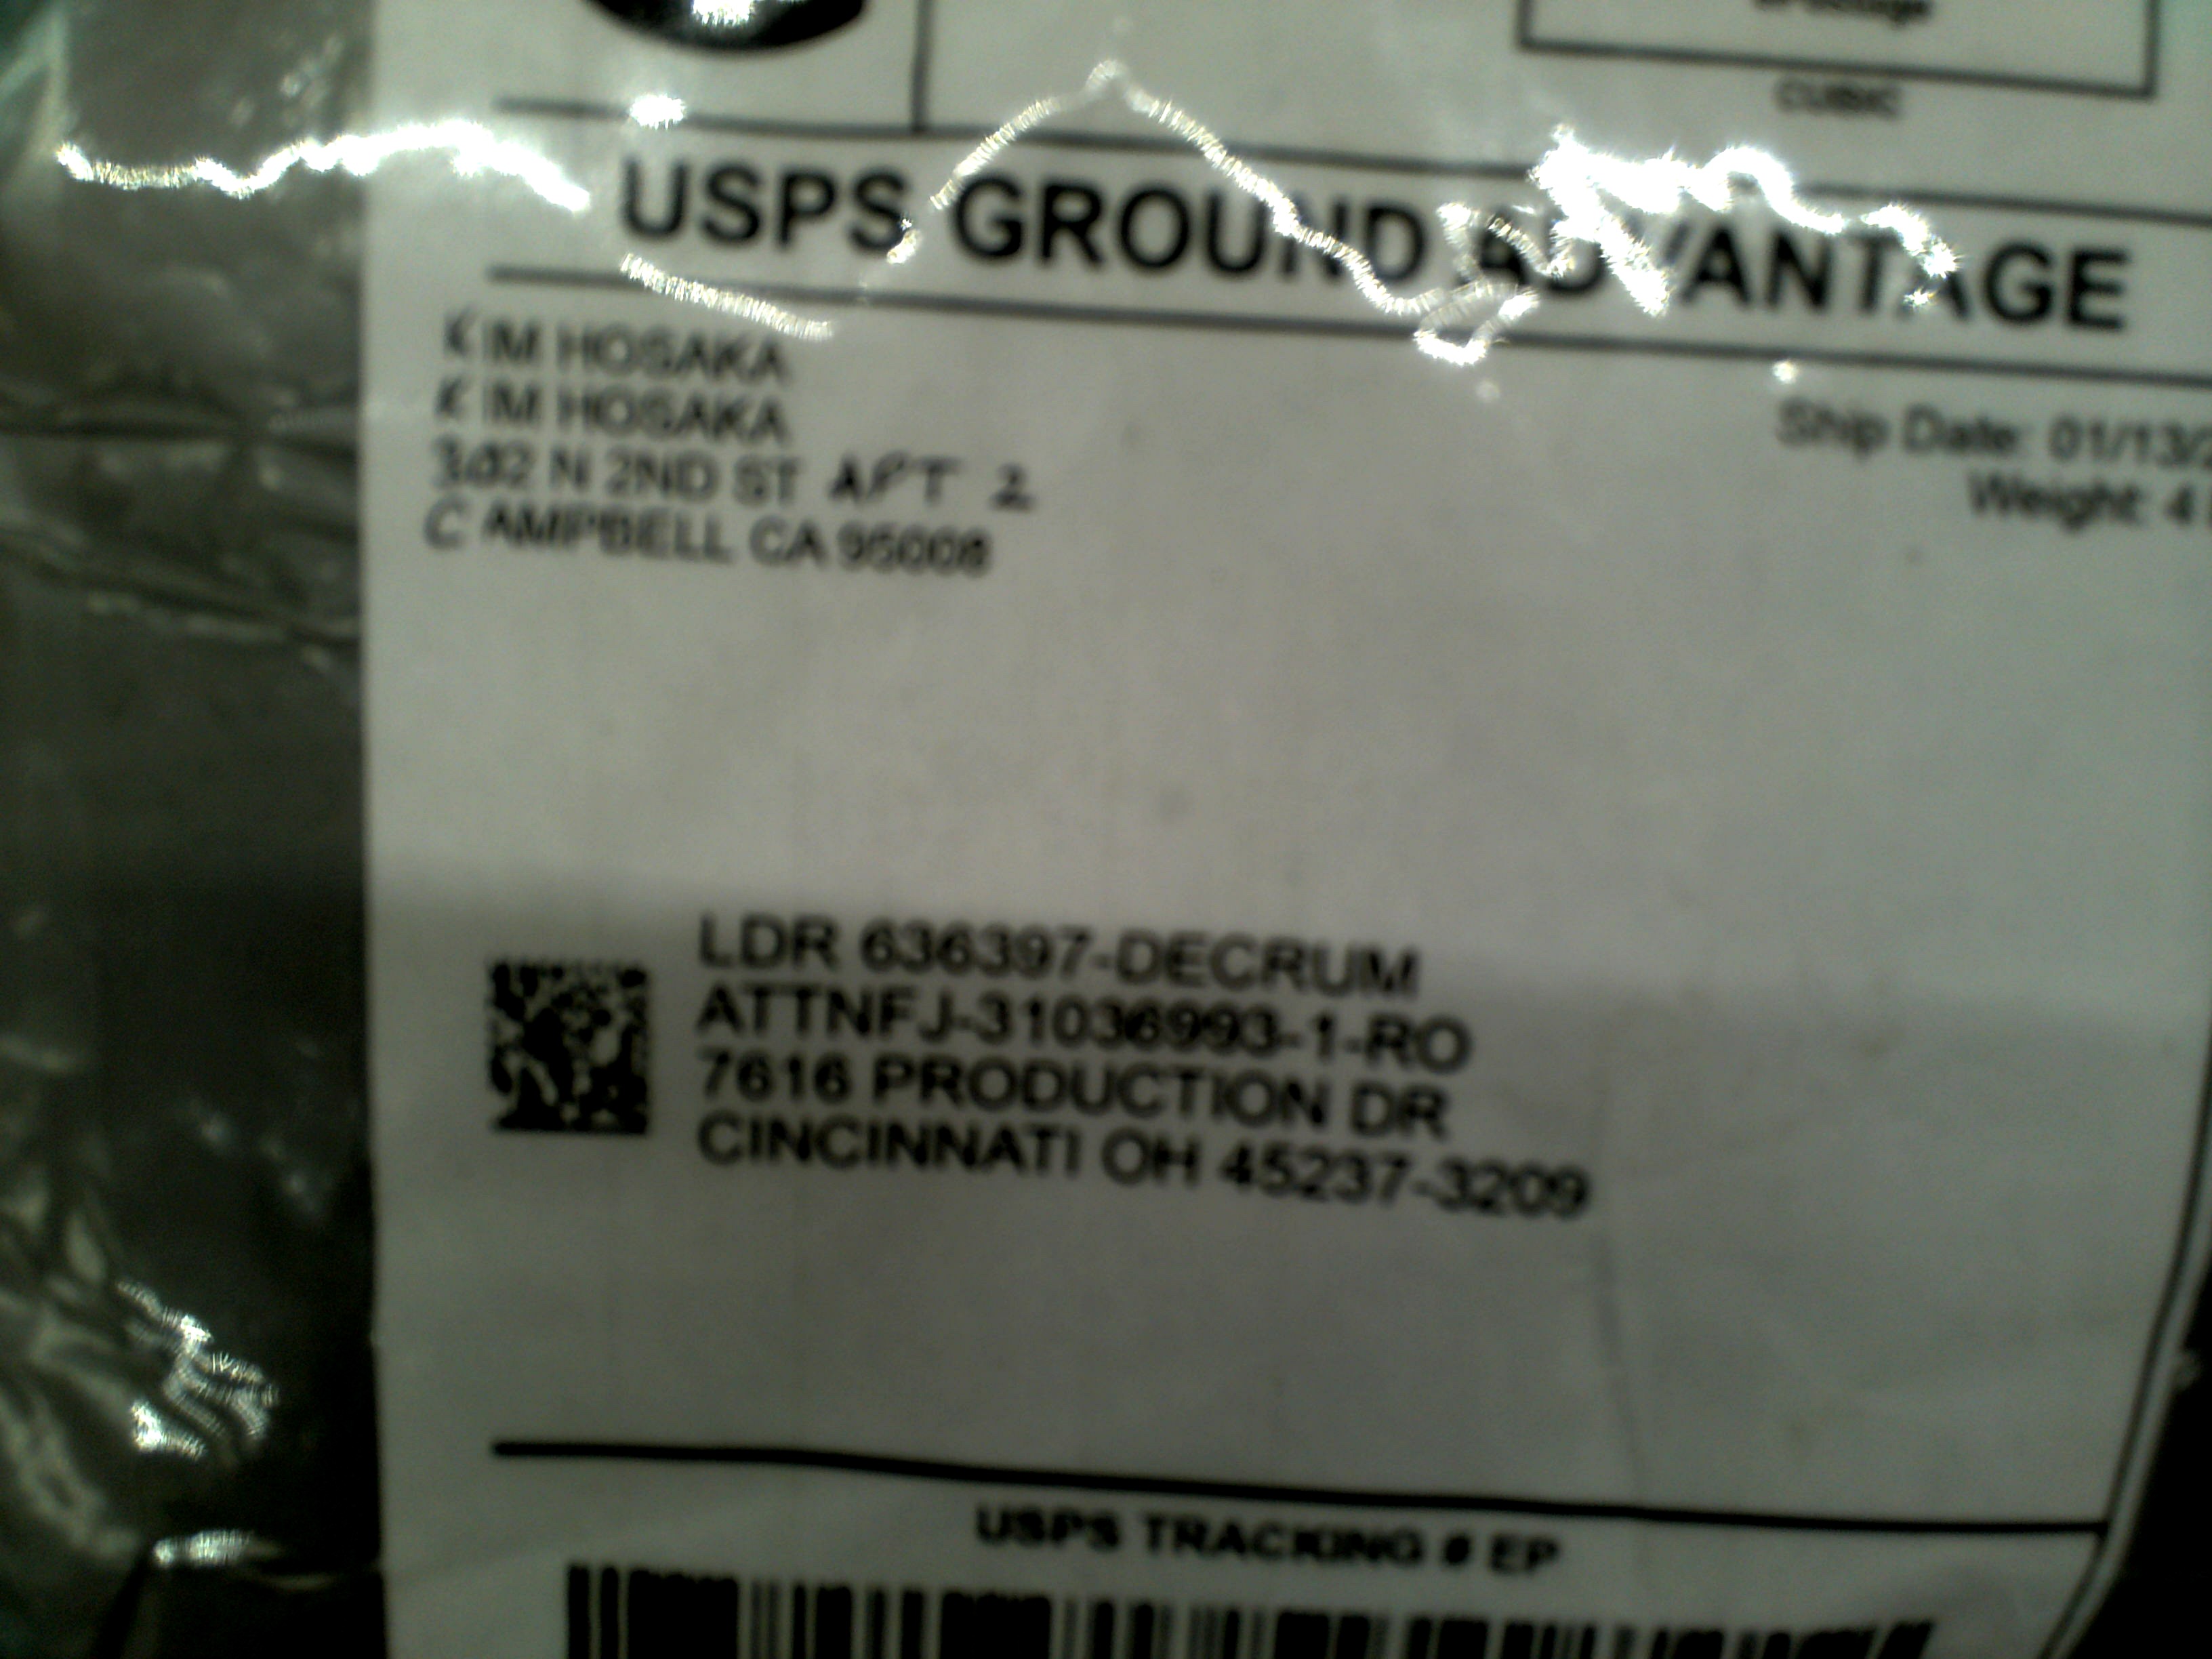 CUBIC
USPS GROUND ADVANTAGE
KIM HOSAKA
KIM HOSAKA
302 N 2ND ST APT 2
CAMPBELL CA 95008
Ship Date: 01/13/2
Weight: 4
LDR 636397-DECRUM
ATTNFJ-31036993-1-RO
7616 PRODUCTION DR
CINCINNATI OH 45237-3209
USPS TRACKING # EP